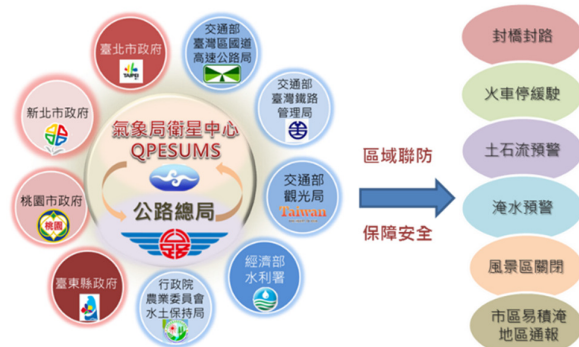 臺北市政府
TAIPEI
交通部
臺灣區國道
高速公路局
新北市政府
交通部
臺灣鐵路
管理局
氣象局衛星中心
QPESUMS
公路總局
桃園市政府
桃園
交通部
觀光局
Taiwan
臺東縣政府
行政院
農業委員會
水土保持局
經濟部
水利署
區域聯防
保障安全
封橋封路
火車停緩駛
土石流預警
淹水預警
風景區關閉
市區易積淹
地區通報